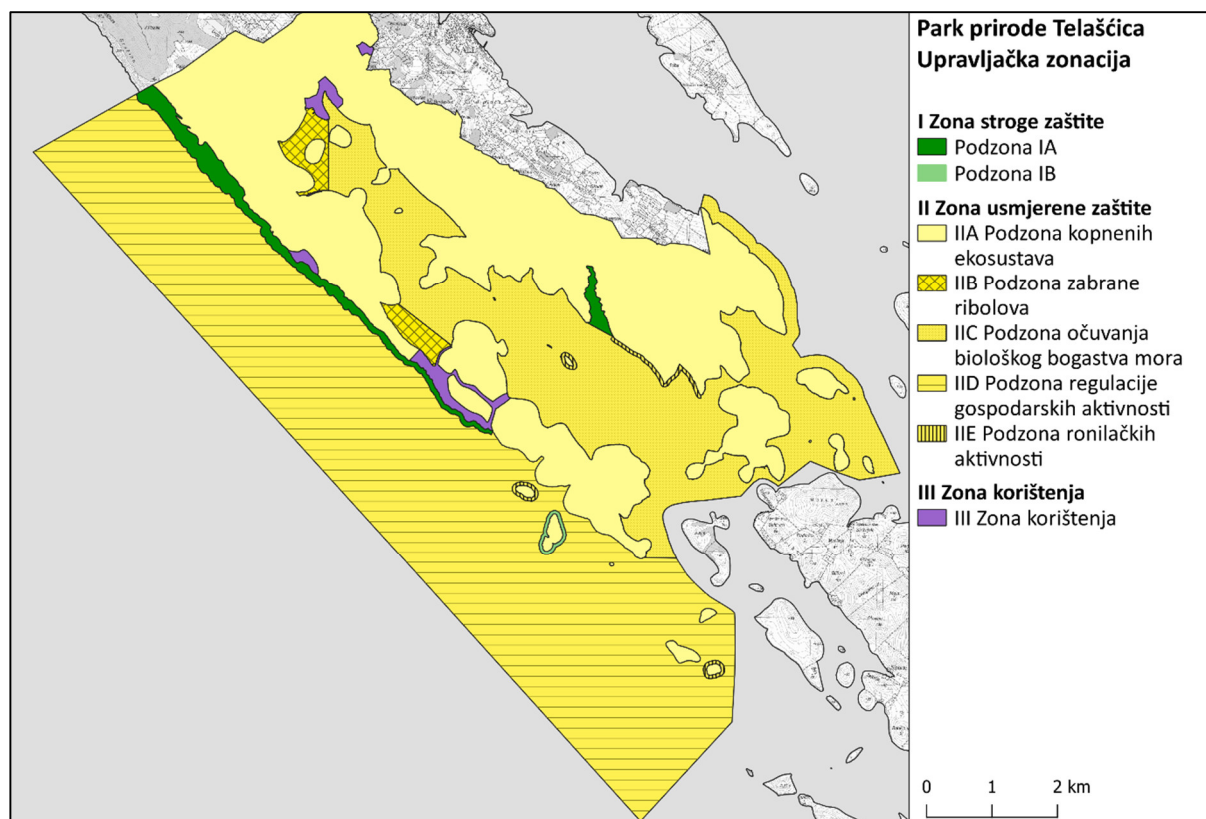 Park prirode Telašćica
Upravljačka zonacija
I Zona stroge zaštite
Podzona IA
Podzona IB
II Zona usmjerene zaštite
IIA Podzona kopnenih
ekosustava
IIB Podzona zabrane
ribolova
IIC Podzona očuvanja
biološkog bogastva mora
IID Podzona regulacije
gospodarskih aktivnosti
IIE Podzona ronilačkih
aktivnosti
III Zona korištenja
III Zona korištenja
0 1 2 km